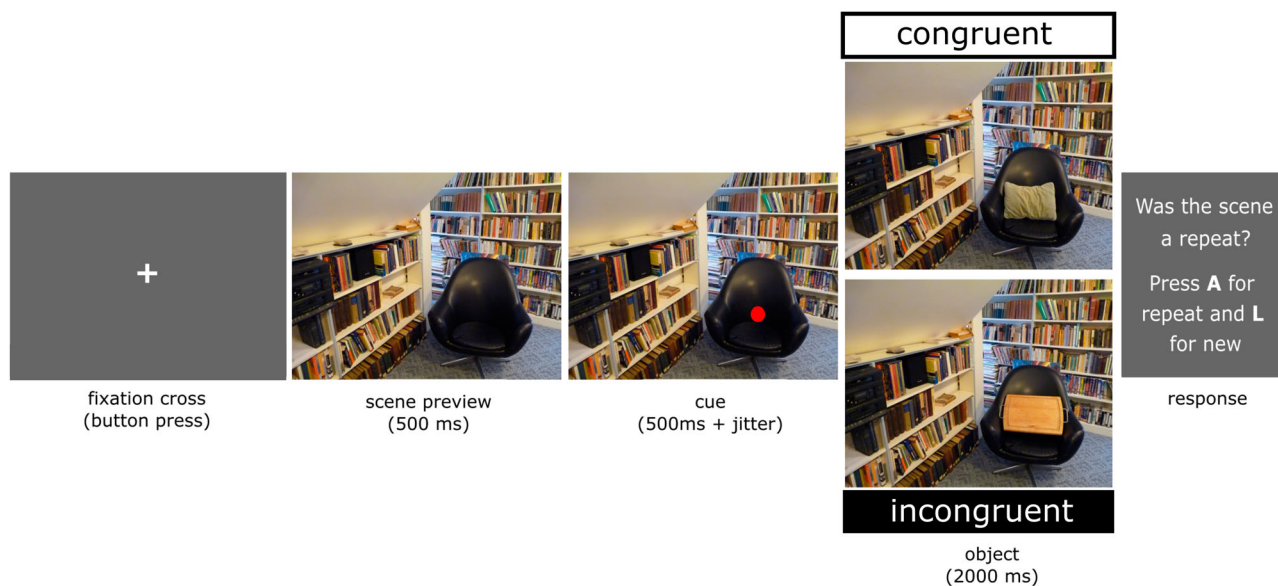 congruent
+
fixation cross
(button press)
scene preview
(500 ms)
cue
(500ms + jitter)
incongruent
object
(2000 ms)
Was the scene
a repeat?
Press A for
repeat and L
for new
response